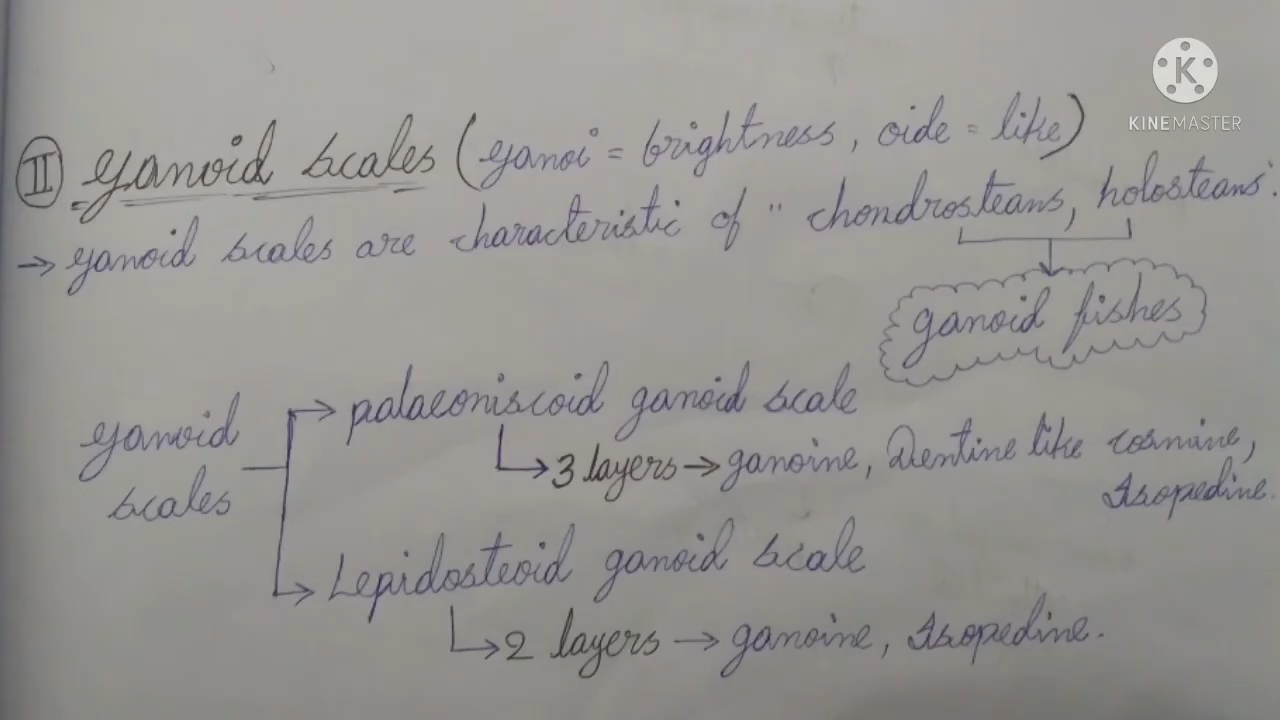 KINEMASTER
II Ganoid scales (ganoi = brightness, oide = like)
→ ganoid scales are characteristic of "chondrosteans, holosteans".
ganoid fishes
ganoid scales
→ palaeoniscoid ganoid scale
→ 3 layers → ganoine, Dentine like cosmine, Isopedine.
→ Lepidosteoid ganoid scale
→ 2 layers → ganoine, Isopedine.